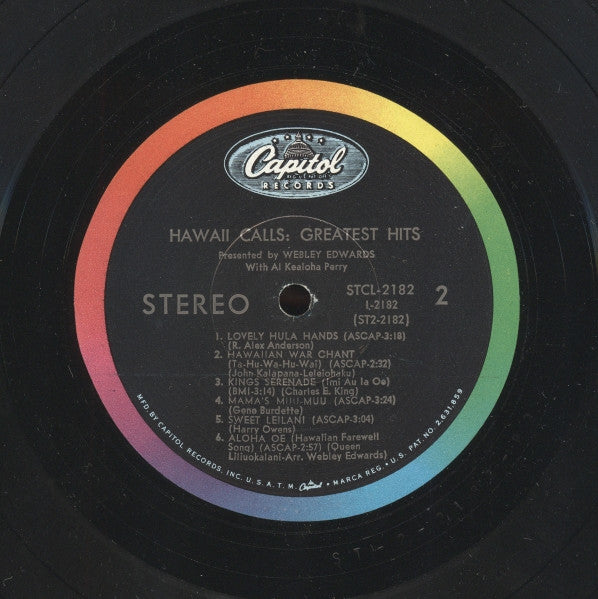 Capitol
RECORDS
HAWAII CALLS: GREATEST HITS
Presented by WEBLEY EDWARDS
With Al Kealoha Perry
STEREO
STCL-2182
L-2182
(ST2-2182)
2
1. LOVELY HULA HANDS (ASCAP-3:18)
(R. Alex Anderson)
2. HAWAIIAN WAR CHANT
(Ta-Hu-Wa-Hu-Wai) (ASCAP-2:32)
(John Kalapana-Leleiohaku)
3. KINGS SERENADE (Imi Au Ia Oe)
(BMI-3:14) (Charles E. King)
4. MAMA'S MUU-MUU (ASCAP-3:24)
(Gene Burdette)
5. SWEET LEILANI (ASCAP-3:04)
(Harry Owens)
6. ALOHA OE (Hawaiian Farewell
Song) (ASCAP-2:57) (Queen
Liliuokalani-Arr. Webley Edwards)
MFD. BY CAPITOL RECORDS, INC. U.S.A. T.M. Capitol • MARCA REG. • U.S. PAT. NO. 2,631,859